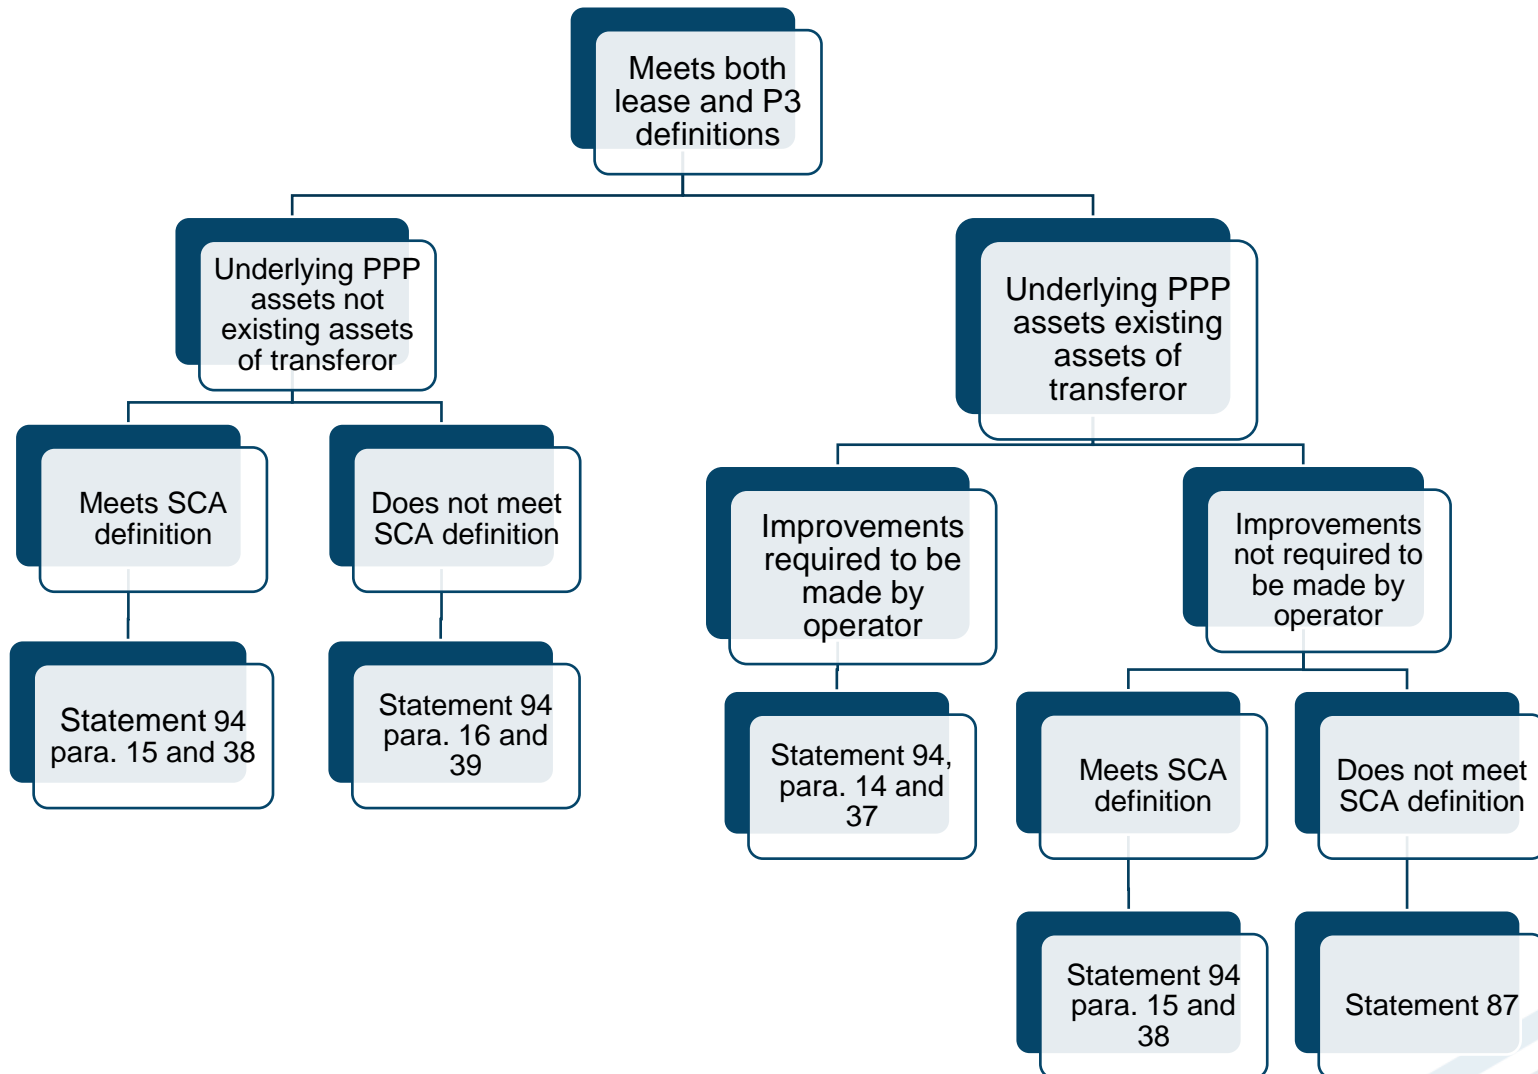 Meets both
lease and P3
definitions
Underlying PPP
assets not
existing assets
of transferor
Underlying PPP
assets existing
assets of
transferor
Meets SCA
definition
Does not meet
SCA definition
Improvements
required to be
made by
operator
Improvements
not required to
be made by
operator
Statement 94
para. 15 and 38
Statement 94
para. 16 and
39
Statement 94,
para. 14 and
37
Meets SCA
definition
Does not meet
SCA definition
Statement 94
para. 15 and
38
Statement 87